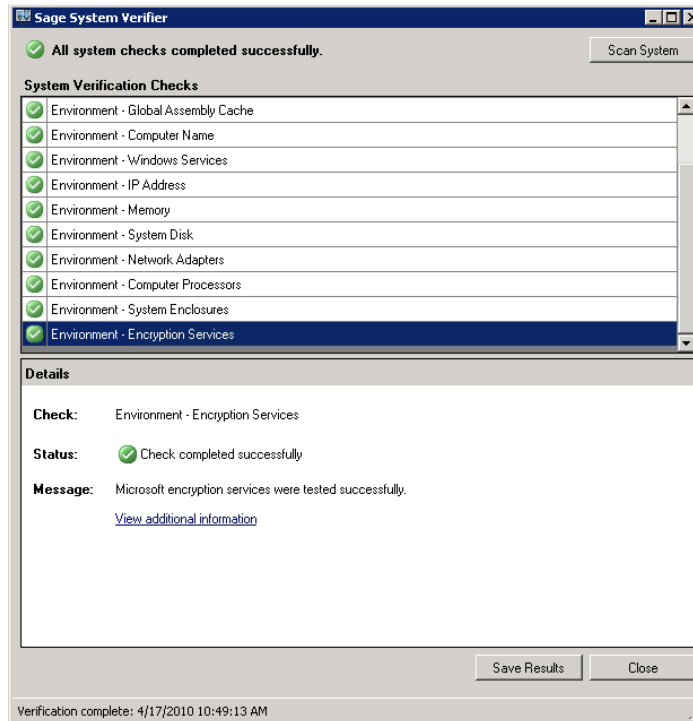 Sage System Verifier
All system checks completed successfully.
Scan System
System Verification Checks
Environment - Global Assembly Cache
Environment - Computer Name
Environment - Windows Services
Environment - IP Address
Environment - Memory
Environment - System Disk
Environment - Network Adapters
Environment - Computer Processors
Environment - System Enclosures
Environment - Encryption Services
Details
Check: Environment - Encryption Services
Status: Check completed successfully
Message: Microsoft encryption services were tested successfully.
View additional information
Save Results Close
Verification complete: 4/17/2010 10:49:13 AM